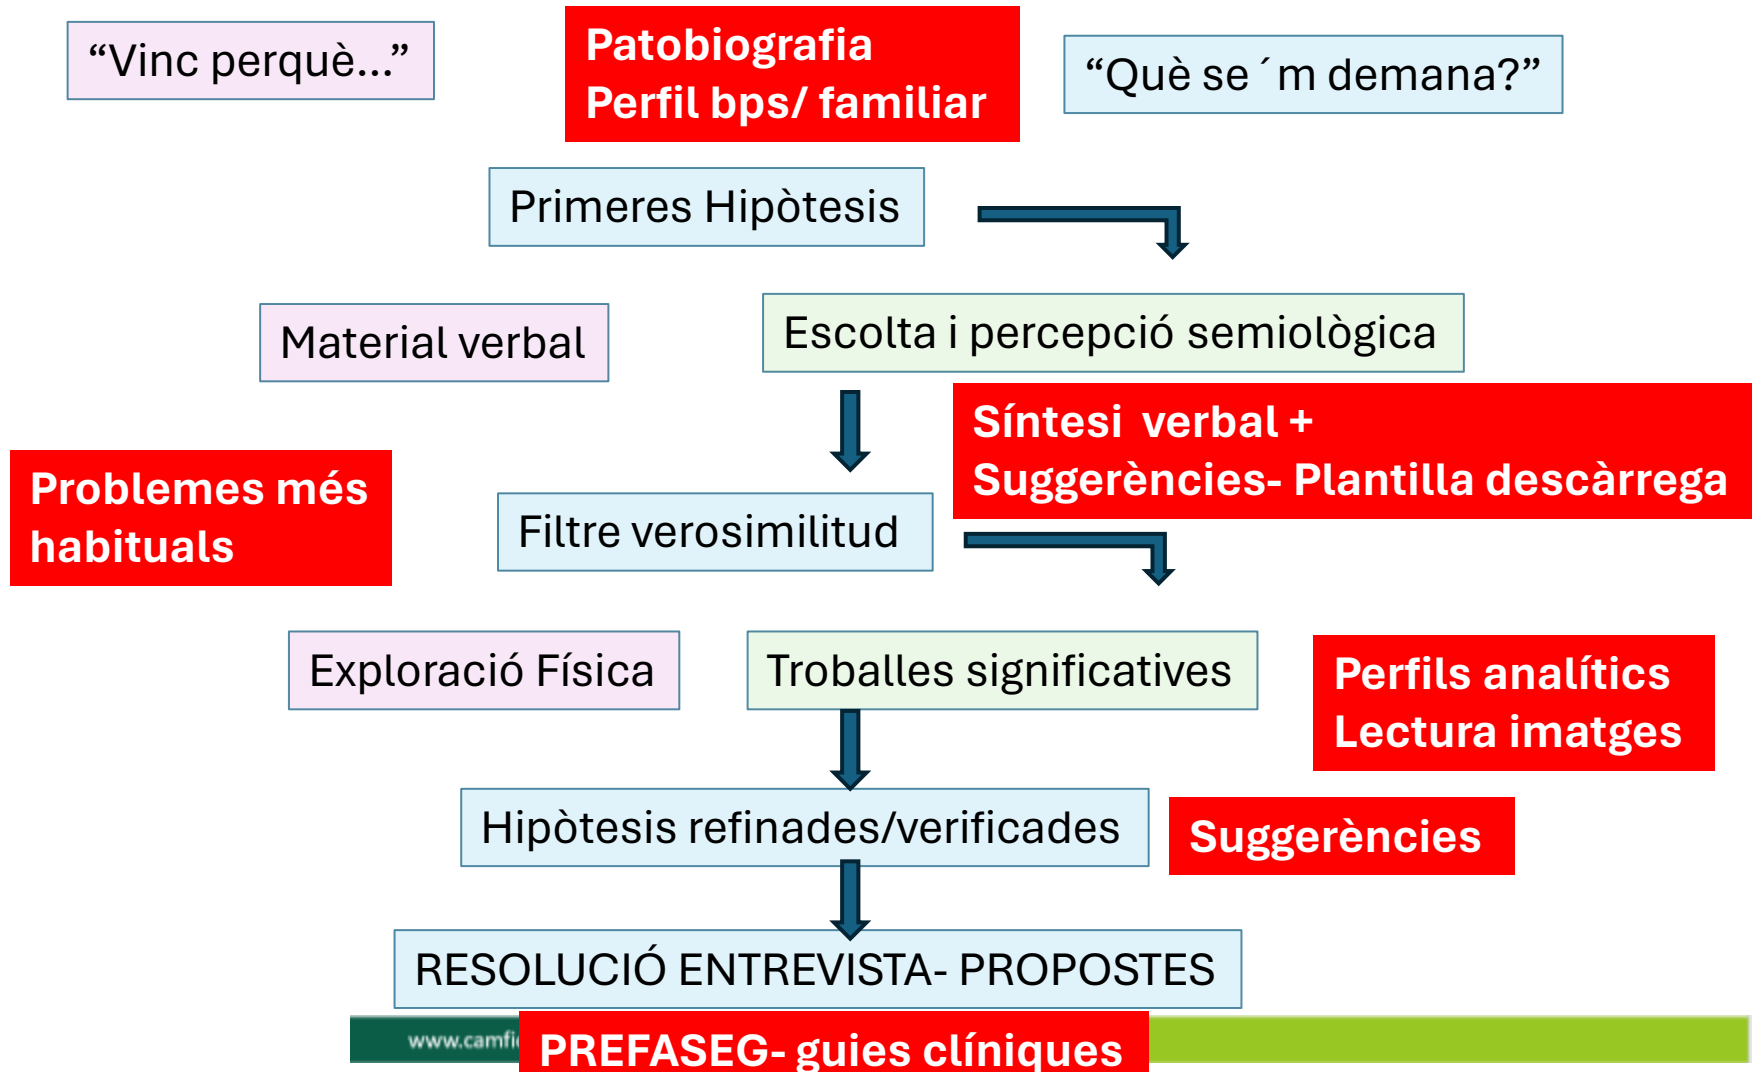 “Vinc perquè...”
Patobiografia
Perfil bps/ familiar
“Què se ´m demana?”
Primeres Hipòtesis
Material verbal
Escolta i percepció semiològica
Síntesi verbal +
Suggerències- Plantilla descàrrega
Problemes més
habituals
Filtre verosimilitud
Exploració Física
Troballes significatives
Perfils analítics
Lectura imatges
Hipòtesis refinades/verificades
Suggerències
RESOLUCIÓ ENTREVISTA- PROPOSTES
www.camfi
PREFASEG- guies clíniques